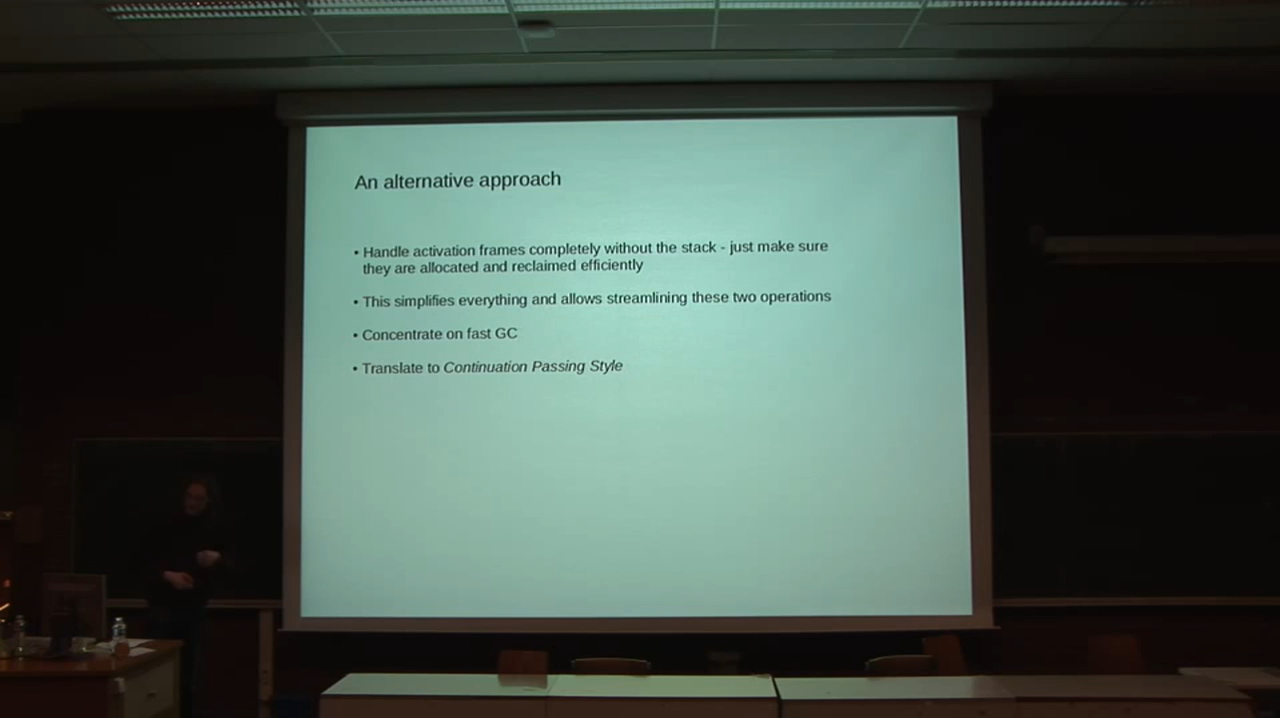 An alternative approach
• Handle activation frames completely without the stack - just make sure
they are allocated and reclaimed efficiently
• This simplifies everything and allows streamlining these two operations
• Concentrate on fast GC
• Translate to Continuation Passing Style